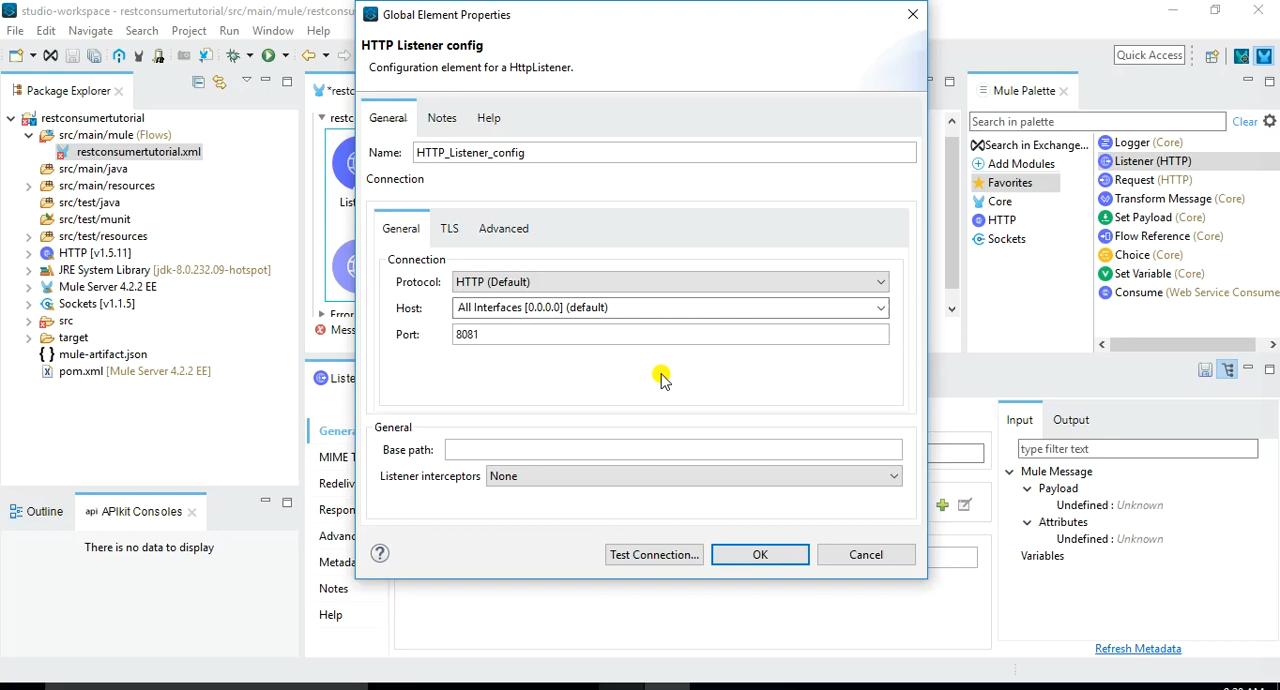 studio-workspace - restconsumertutorial/src/main/mule/restconsu
File Edit Navigate Search Project Run Window Help
Quick Access
Package Explorer
restconsumertutorial
src/main/mule (Flows)
restconsumertutorial.xml
src/main/java
src/main/resources
src/test/java
src/test/munit
src/test/resources
HTTP [v1.5.11]
JRE System Library [jdk-8.0.232.09-hotspot]
Mule Server 4.2.2 EE
Sockets [v1.1.5]
src
target
mule-artifact.json
pom.xml [Mule Server 4.2.2 EE]
Outline
api APIkit Consoles
There is no data to display
*restc
restc
List
Error
Mess
Liste
Genera
MIME T
Redeliv
Respon
Advanc
Metada
Notes
Help
Global Element Properties
HTTP Listener config
Configuration element for a HttpListener.
General Notes Help
Name: HTTP_Listener_config
Connection
General TLS Advanced
Connection
Protocol: HTTP (Default)
Host: All Interfaces [0.0.0.0] (default)
Port: 8081
General
Base path:
Listener interceptors None
Test Connection... OK Cancel
Mule Palette
Search in palette Clear
Search in Exchange...
Add Modules
Favorites
Core
HTTP
Sockets
Logger (Core)
Listener (HTTP)
Request (HTTP)
Transform Message (Core)
Set Payload (Core)
Flow Reference (Core)
Choice (Core)
Set Variable (Core)
Consume (Web Service Consume
Input Output
type filter text
Mule Message
Payload
Undefined : Unknown
Attributes
Undefined : Unknown
Variables
Refresh Metadata